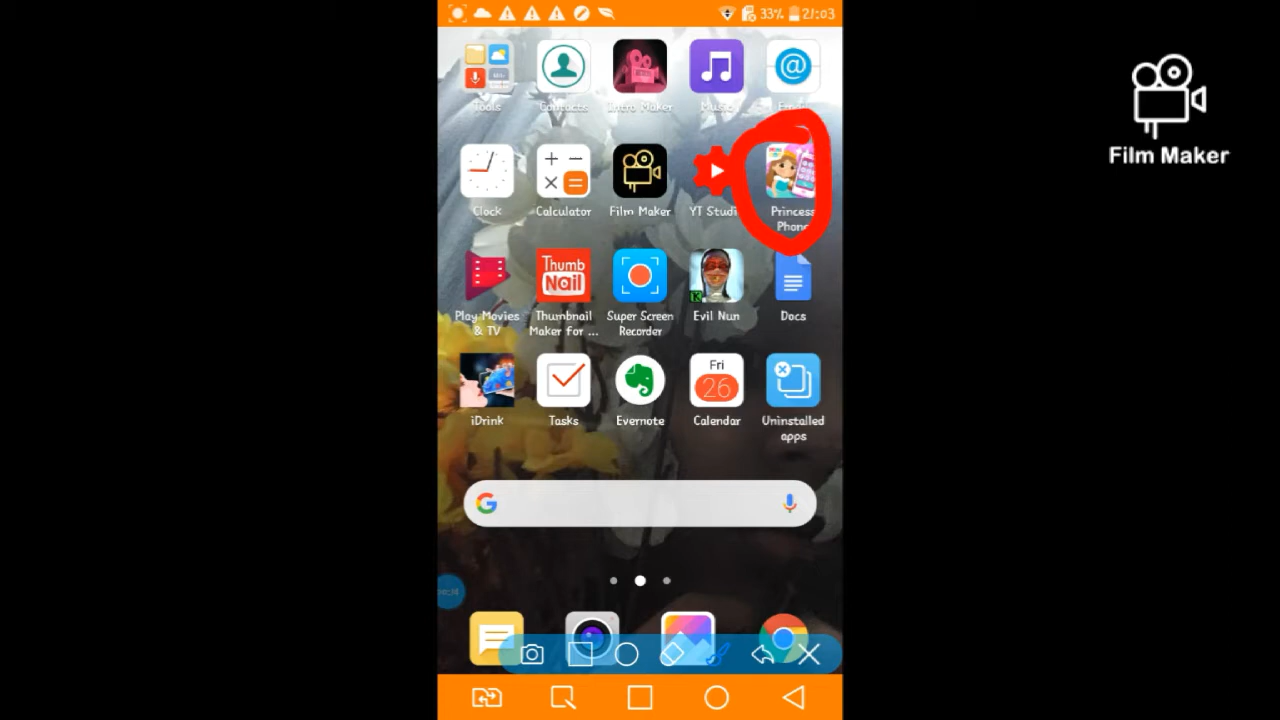 33% 21:03
Tools Contacts Intro Maker Music Email
Film Maker
Clock Calculator Film Maker YT Studio Princess
Phone
Thumb
Nail
Play Movies Thumbnail Super Screen Evil Nun Docs
& TV Maker for ... Recorder
Fri
26
iDrink Tasks Evernote Calendar Uninstalled
apps